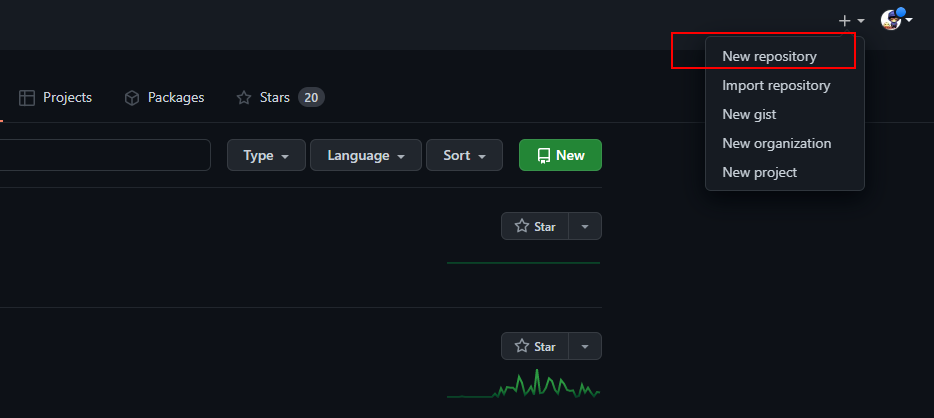 New repository
Import repository
New gist
New organization
New project
Projects
Packages
Stars 20
Type
Language
Sort
New
Star
Star